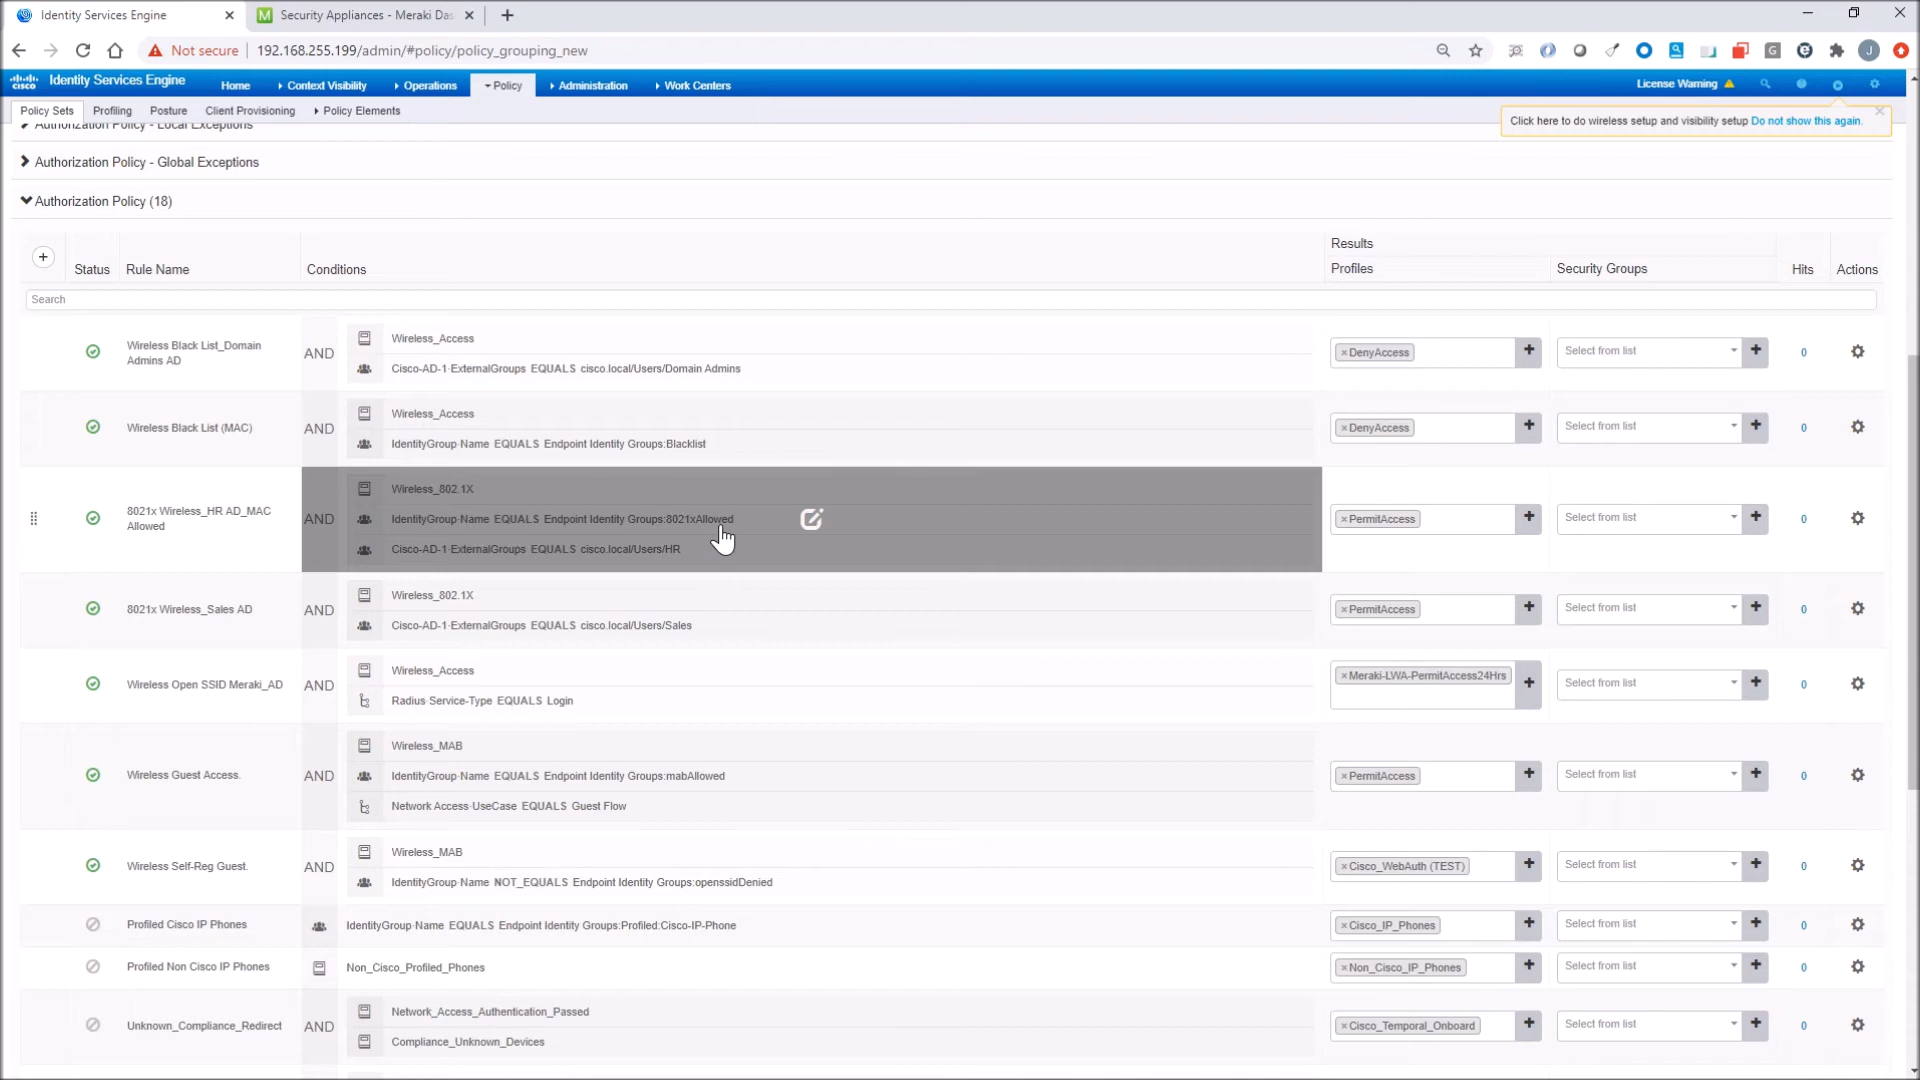 Identity Services Engine
Security Appliances - Meraki Das
Not secure
192.168.255.199/admin/#policy/policy_grouping_new
G
J
cisco
Identity Services Engine
Home
Context Visibility
Operations
Policy
Administration
Work Centers
License Warning
Policy Sets
Profiling
Posture
Client Provisioning
Policy Elements
Click here to do wireless setup and visibility setup Do not show this again.
Authorization Policy - Local Exceptions
Authorization Policy - Global Exceptions
Authorization Policy (18)
Results
Status
Rule Name
Conditions
Profiles
Security Groups
Hits
Actions
Search
Wireless Black List_Domain
Admins AD
AND
Wireless_Access
Cisco-AD-1·ExternalGroups EQUALS cisco.local/Users/Domain Admins
×DenyAccess
Select from list
0
Wireless Black List (MAC)
AND
Wireless_Access
IdentityGroup·Name EQUALS Endpoint Identity Groups:Blacklist
×DenyAccess
Select from list
0
8021x Wireless_HR AD_MAC
Allowed
AND
Wireless_802.1X
IdentityGroup·Name EQUALS Endpoint Identity Groups:8021xAllowed
Cisco-AD-1·ExternalGroups EQUALS cisco.local/Users/HR
×PermitAccess
Select from list
0
8021x Wireless_Sales AD
AND
Wireless_802.1X
Cisco-AD-1·ExternalGroups EQUALS cisco.local/Users/Sales
×PermitAccess
Select from list
0
Wireless Open SSID Meraki_AD
AND
Wireless_Access
Radius·Service-Type EQUALS Login
×Meraki-LWA-PermitAccess24Hrs
Select from list
0
Wireless Guest Access.
AND
Wireless_MAB
IdentityGroup·Name EQUALS Endpoint Identity Groups:mabAllowed
Network Access·UseCase EQUALS Guest Flow
×PermitAccess
Select from list
0
Wireless Self-Reg Guest.
AND
Wireless_MAB
IdentityGroup·Name NOT_EQUALS Endpoint Identity Groups:openssidDenied
×Cisco_WebAuth (TEST)
Select from list
0
Profiled Cisco IP Phones
IdentityGroup·Name EQUALS Endpoint Identity Groups:Profiled:Cisco-IP-Phone
×Cisco_IP_Phones
Select from list
0
Profiled Non Cisco IP Phones
Non_Cisco_Profiled_Phones
×Non_Cisco_IP_Phones
Select from list
0
Unknown_Compliance_Redirect
AND
Network_Access_Authentication_Passed
Compliance_Unknown_Devices
×Cisco_Temporal_Onboard
Select from list
0